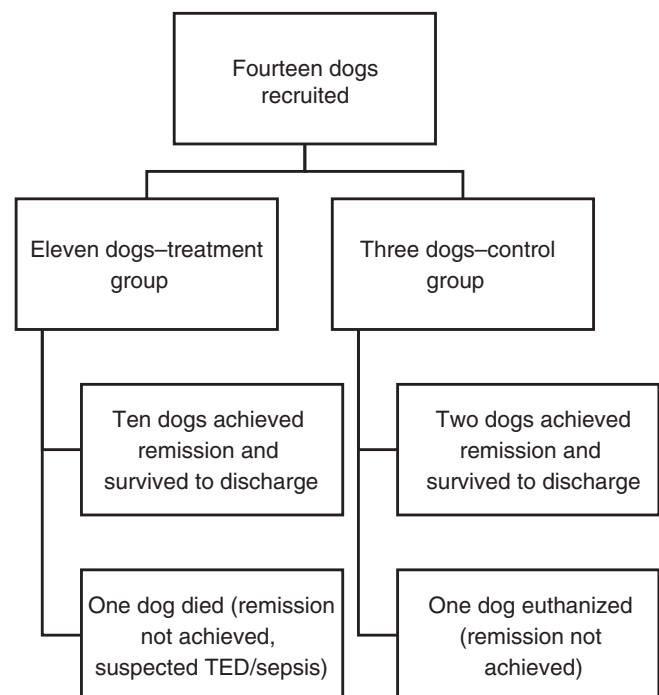 Fourteen dogs
recruited
Eleven dogs–treatment
group
Three dogs–control
group
Ten dogs achieved
remission and
survived to discharge
Two dogs achieved
remission and
survived to discharge
One dog died (remission
not achieved,
suspected TED/sepsis)
One dog euthanized
(remission not
achieved)